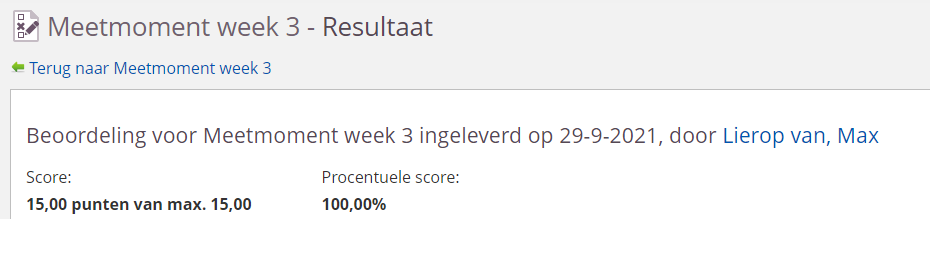 Meetmoment week 3 - Resultaat
Terug naar Meetmoment week 3
Beoordeling voor Meetmoment week 3 ingeleverd op 29-9-2021, door Lierop van, Max
Score: Procentuele score:
15,00 punten van max. 15,00 100,00%